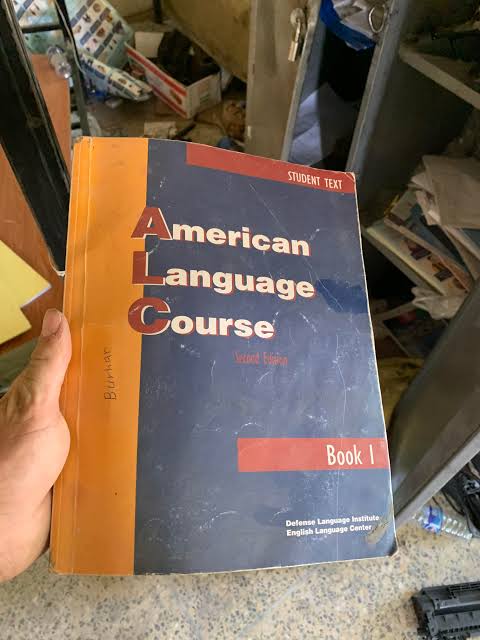 STUDENT TEXT
American
Language
Course
Second Edition
Burhan
Book 1
Defense Language Institute
English Language Center